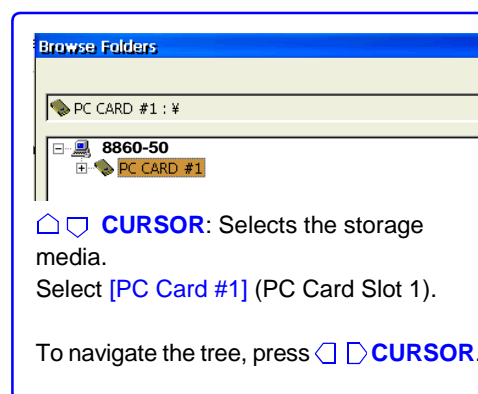 Browse Folders
PC CARD #1 : ¥
8860-50
PC CARD #1
CURSOR: Selects the storage
media.
Select [PC Card #1] (PC Card Slot 1).
To navigate the tree, press CURSOR.